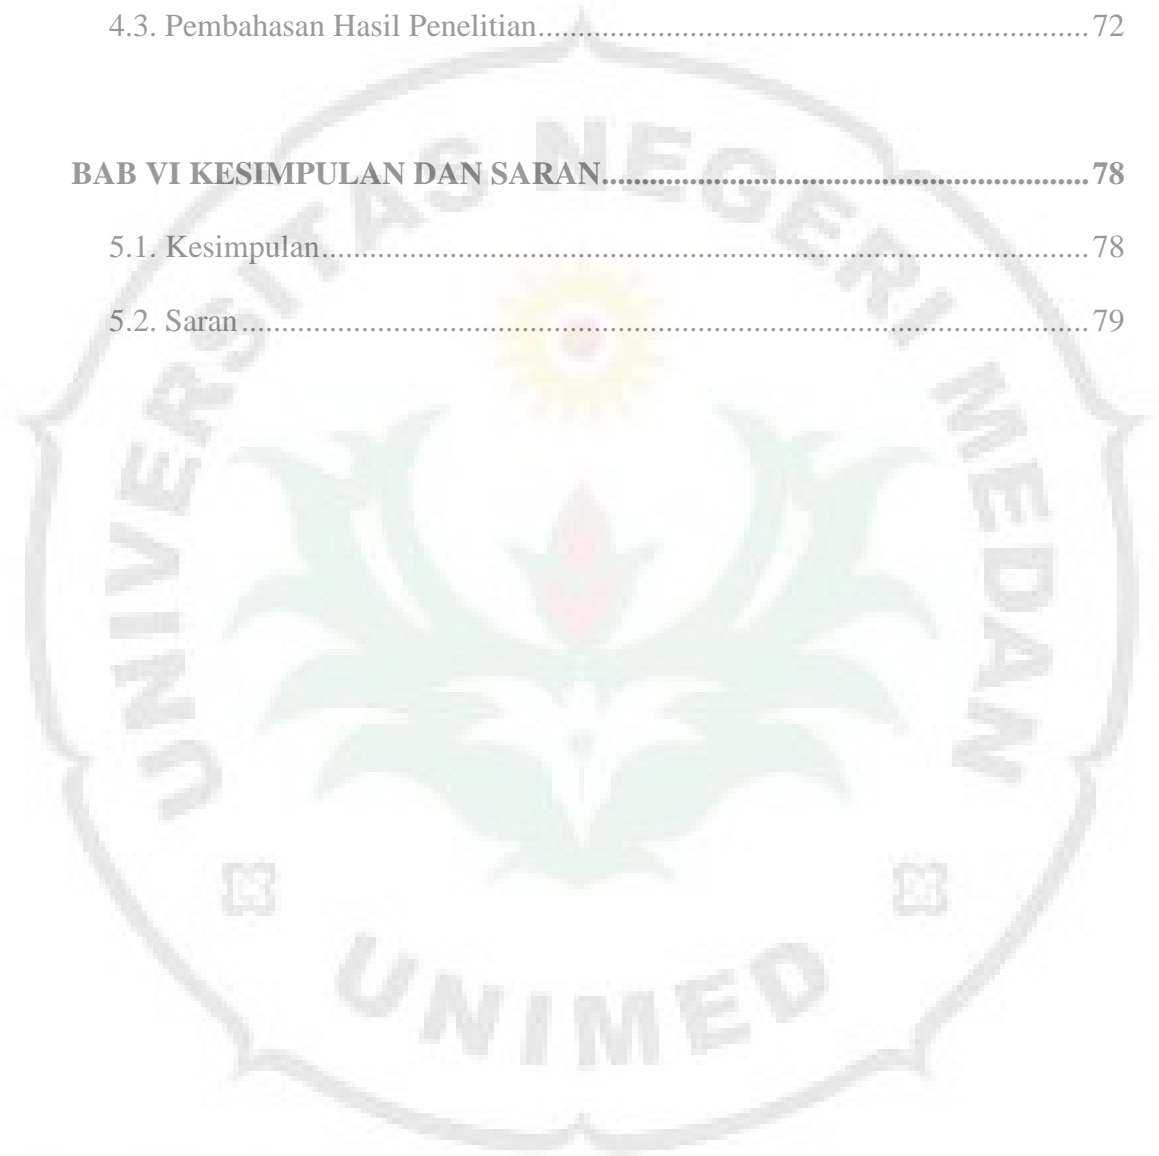 4.3. Pembahasan Hasil Penelitian........................................................................ 72
BAB VI KESIMPULAN DAN SARAN............................................................... 78
5.1. Kesimpulan.................................................................................................... 78
5.2. Saran............................................................................................................... 79
UNIVERSITAS NEGERI MEDAN
UNIMED